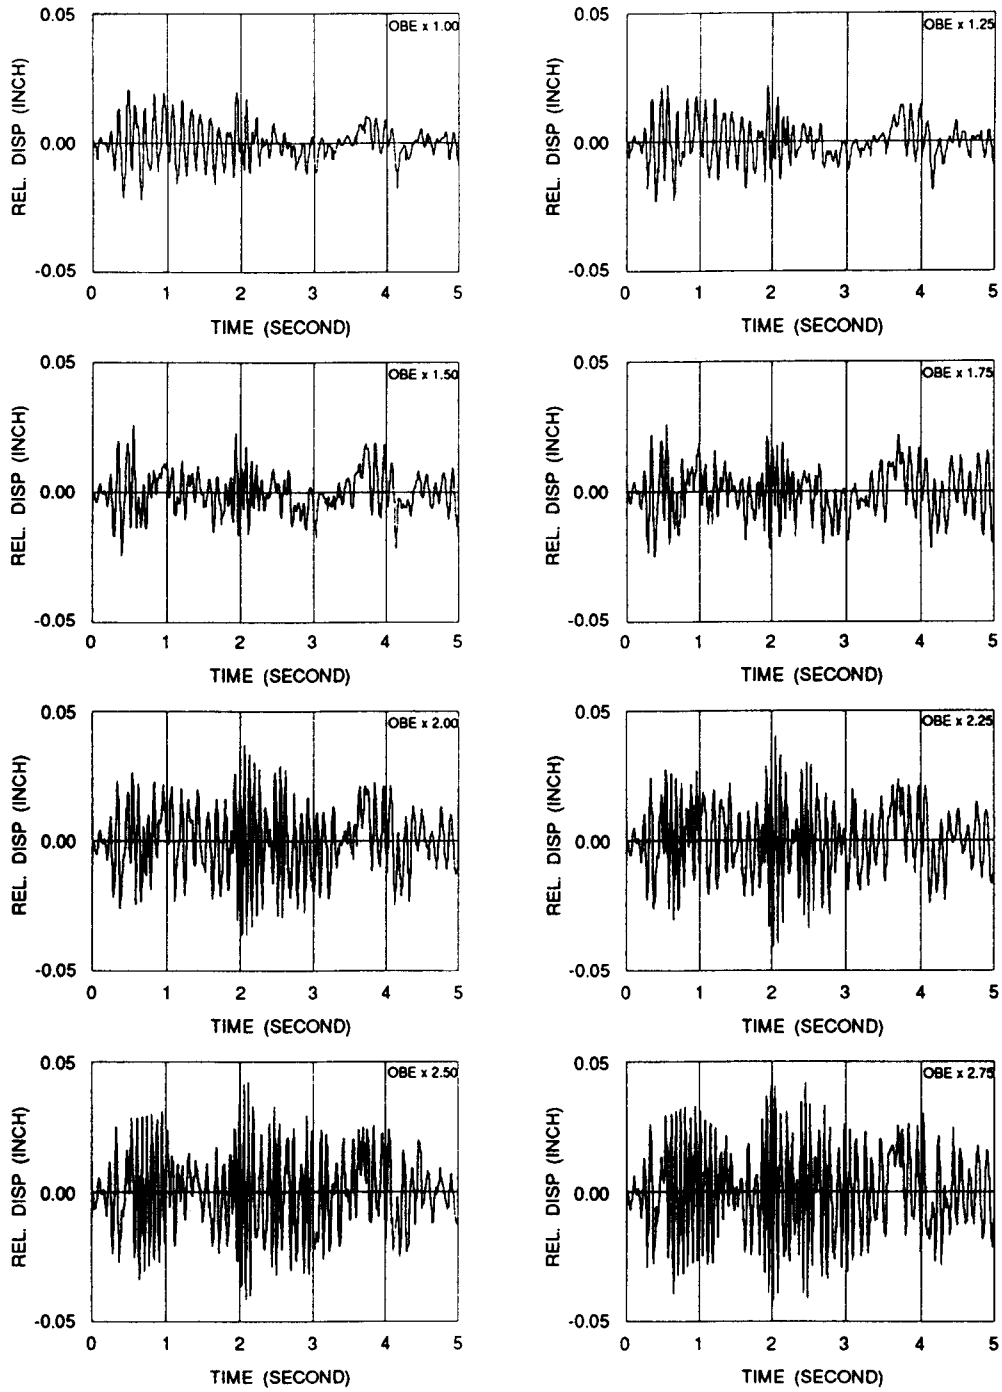 REL. DISP (INCH)
0.05
0.00
-0.05
OBE x 1.00
0 1 2 3 4 5
TIME (SECOND)
REL. DISP (INCH)
0.05
0.00
-0.05
OBE x 1.25
0 1 2 3 4 5
TIME (SECOND)
REL. DISP (INCH)
0.05
0.00
-0.05
OBE x 1.50
0 1 2 3 4 5
TIME (SECOND)
REL. DISP (INCH)
0.05
0.00
-0.05
OBE x 1.75
0 1 2 3 4 5
TIME (SECOND)
REL. DISP (INCH)
0.05
0.00
-0.05
OBE x 2.00
0 1 2 3 4 5
TIME (SECOND)
REL. DISP (INCH)
0.05
0.00
-0.05
OBE x 2.25
0 1 2 3 4 5
TIME (SECOND)
REL. DISP (INCH)
0.05
0.00
-0.05
OBE x 2.50
0 1 2 3 4 5
TIME (SECOND)
REL. DISP (INCH)
0.05
0.00
-0.05
OBE x 2.75
0 1 2 3 4 5
TIME (SECOND)